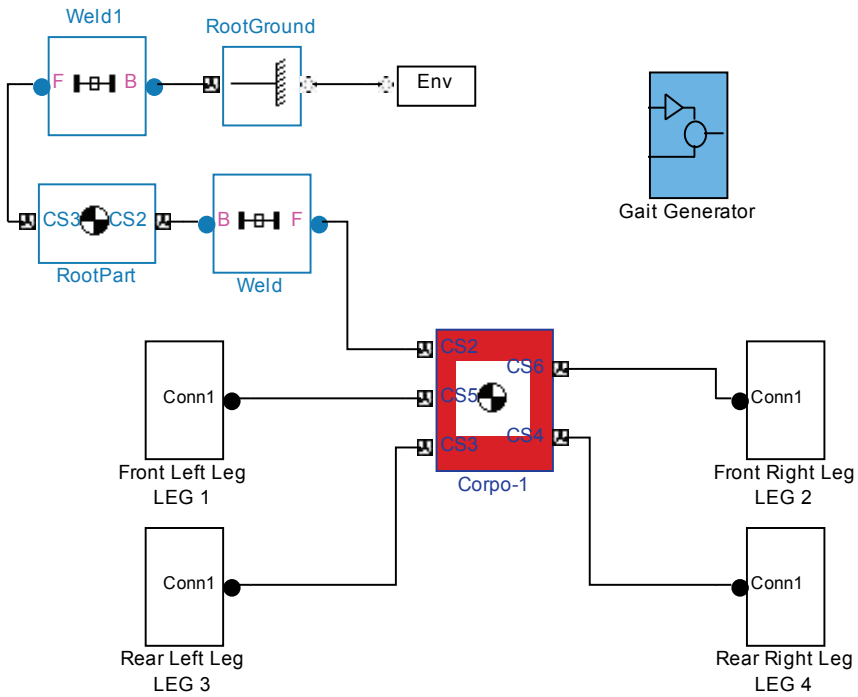 Weld1
RootGround
F B
Env
Gait Generator
CS3 CS2
B F
RootPart
Weld
CS2
CS6
CS5
CS4
CS3
Corpo-1
Conn1
Front Left Leg
LEG 1
Conn1
Front Right Leg
LEG 2
Conn1
Rear Left Leg
LEG 3
Conn1
Rear Right Leg
LEG 4